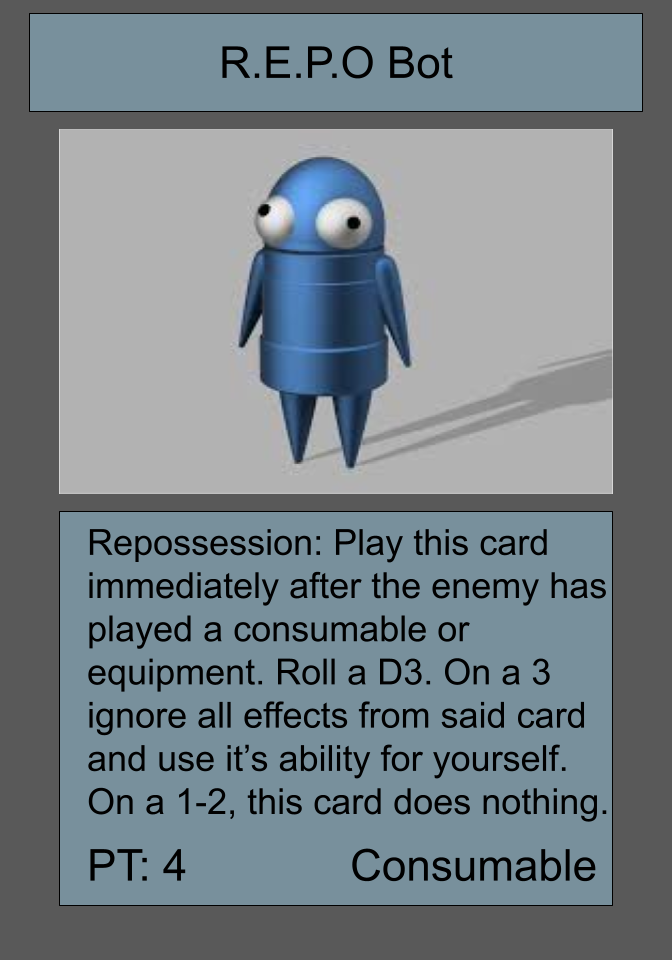 R.E.P.O Bot
Repossession: Play this card
immediately after the enemy has
played a consumable or
equipment. Roll a D3. On a 3
ignore all effects from said card
and use it’s ability for yourself.
On a 1-2, this card does nothing.
PT: 4 Consumable